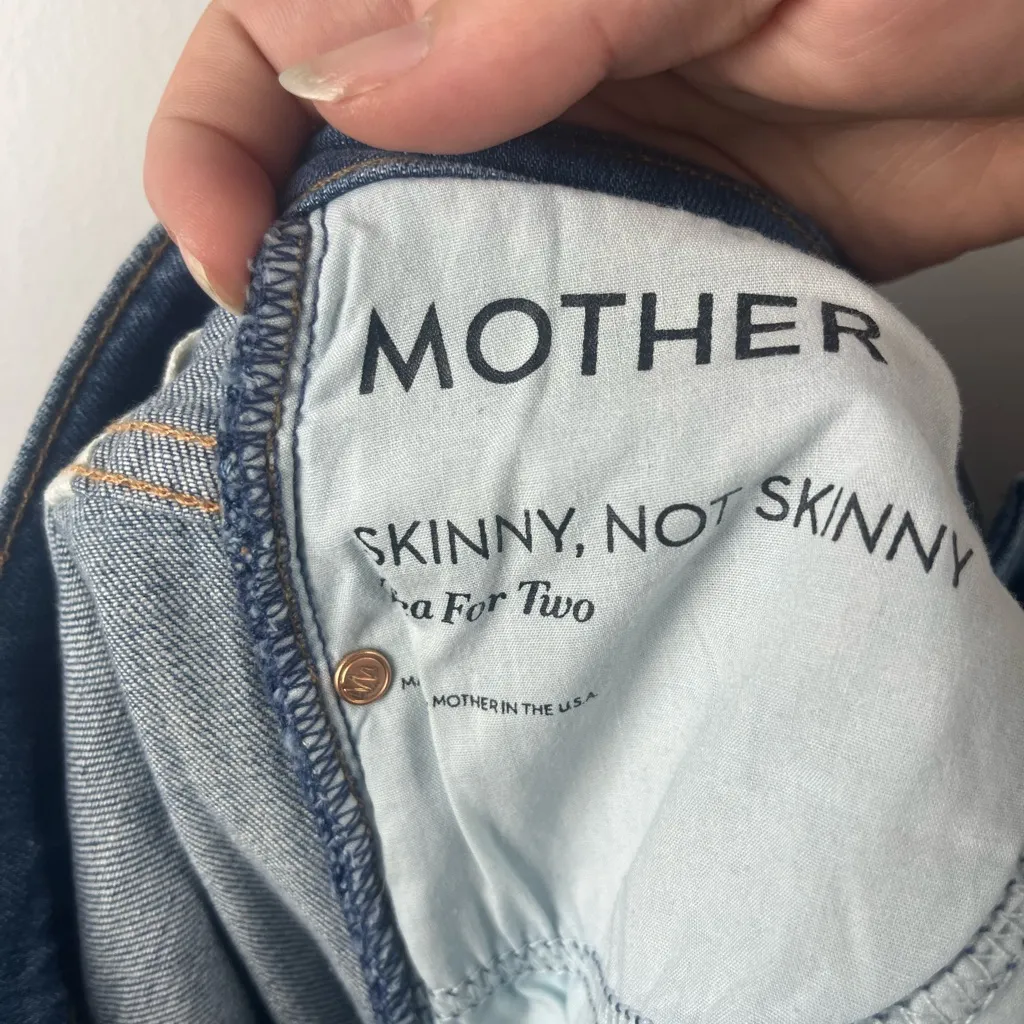 MOTHER
SKINNY, NOT SKINNY
For Two
MOTHER IN THE U.S.A.